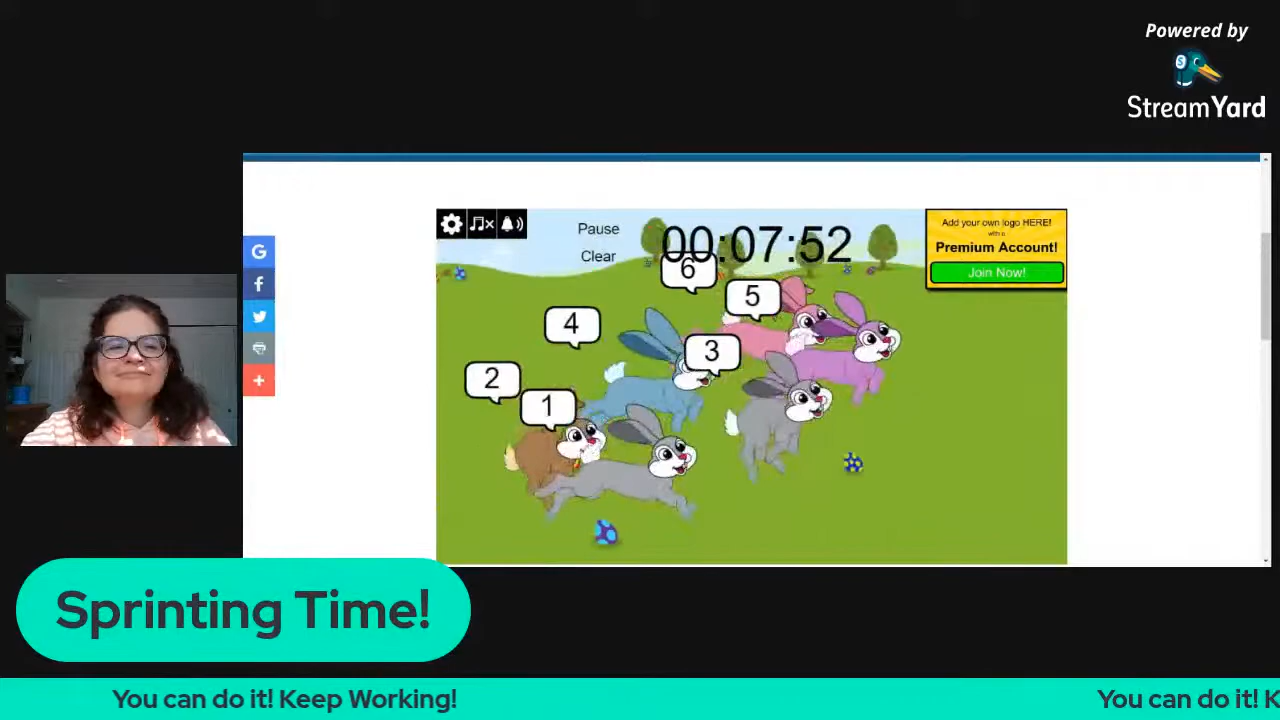 Powered by
StreamYard
Pause
Clear
00:07:52
Add your own logo HERE!
with a
Premium Account!
Join Now!
6
5
4
3
2
1
Sprinting Time!
You can do it! Keep Working!
You can do it! K